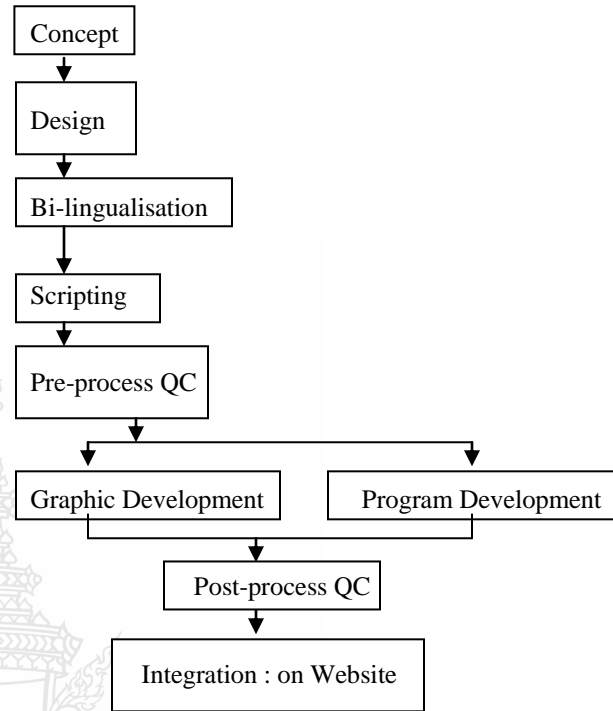 Concept
Design
Bi-lingualisation
Scripting
Pre-process QC
Graphic Development
Program Development
Post-process QC
Integration : on Website